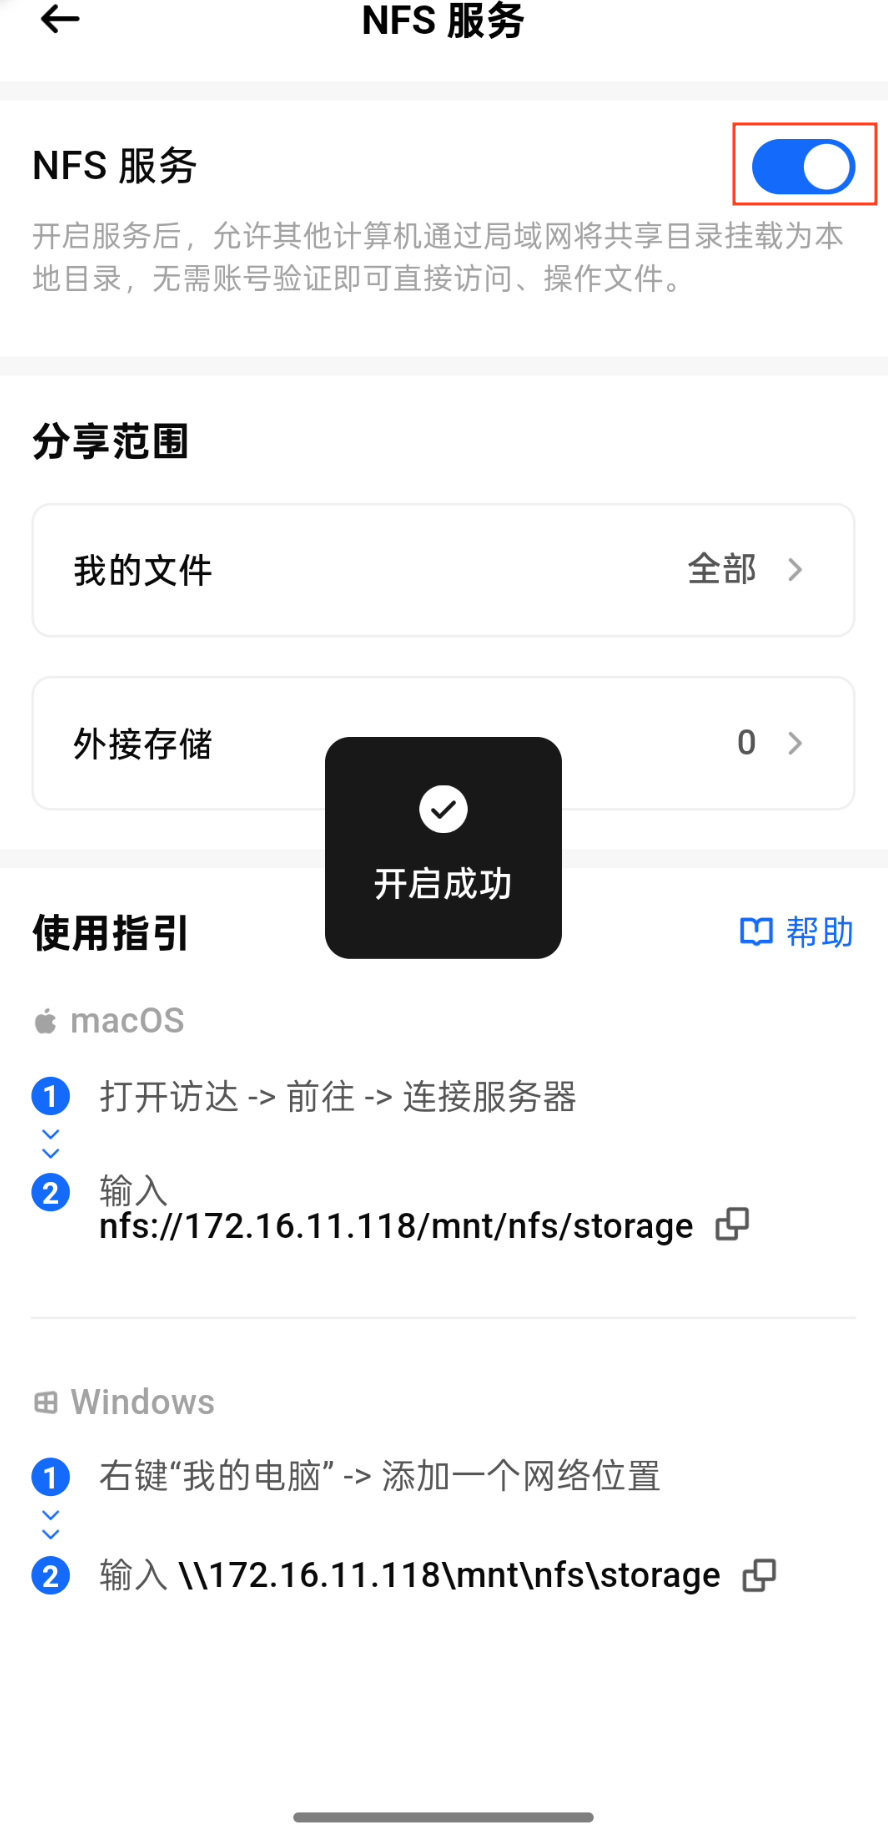 NFS 服务
NFS 服务
开启服务后，允许其他计算机通过局域网将共享目录挂载为本
地目录，无需账号验证即可直接访问、操作文件。
分享范围
我的文件 全部
外接存储 0
开启成功
使用指引 帮助
macOS
1 打开访达 -> 前往 -> 连接服务器
2 输入
nfs://172.16.11.118/mnt/nfs/storage
Windows
1 右键“我的电脑” -> 添加一个网络位置
2 输入 \\172.16.11.118\mnt\nfs\storage